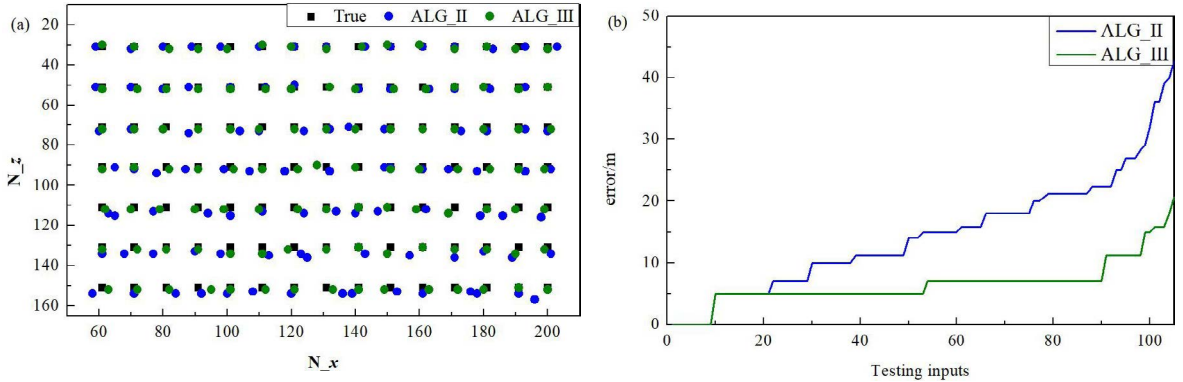 (a)
True ALG_II ALG_III
20
40
60
80
100
120
140
160
N_z
60 80 100 120 140 160 180 200
N_x
(b)
ALG_II
ALG_III
50
40
30
20
10
0
error/m
0 20 40 60 80 100
Testing inputs